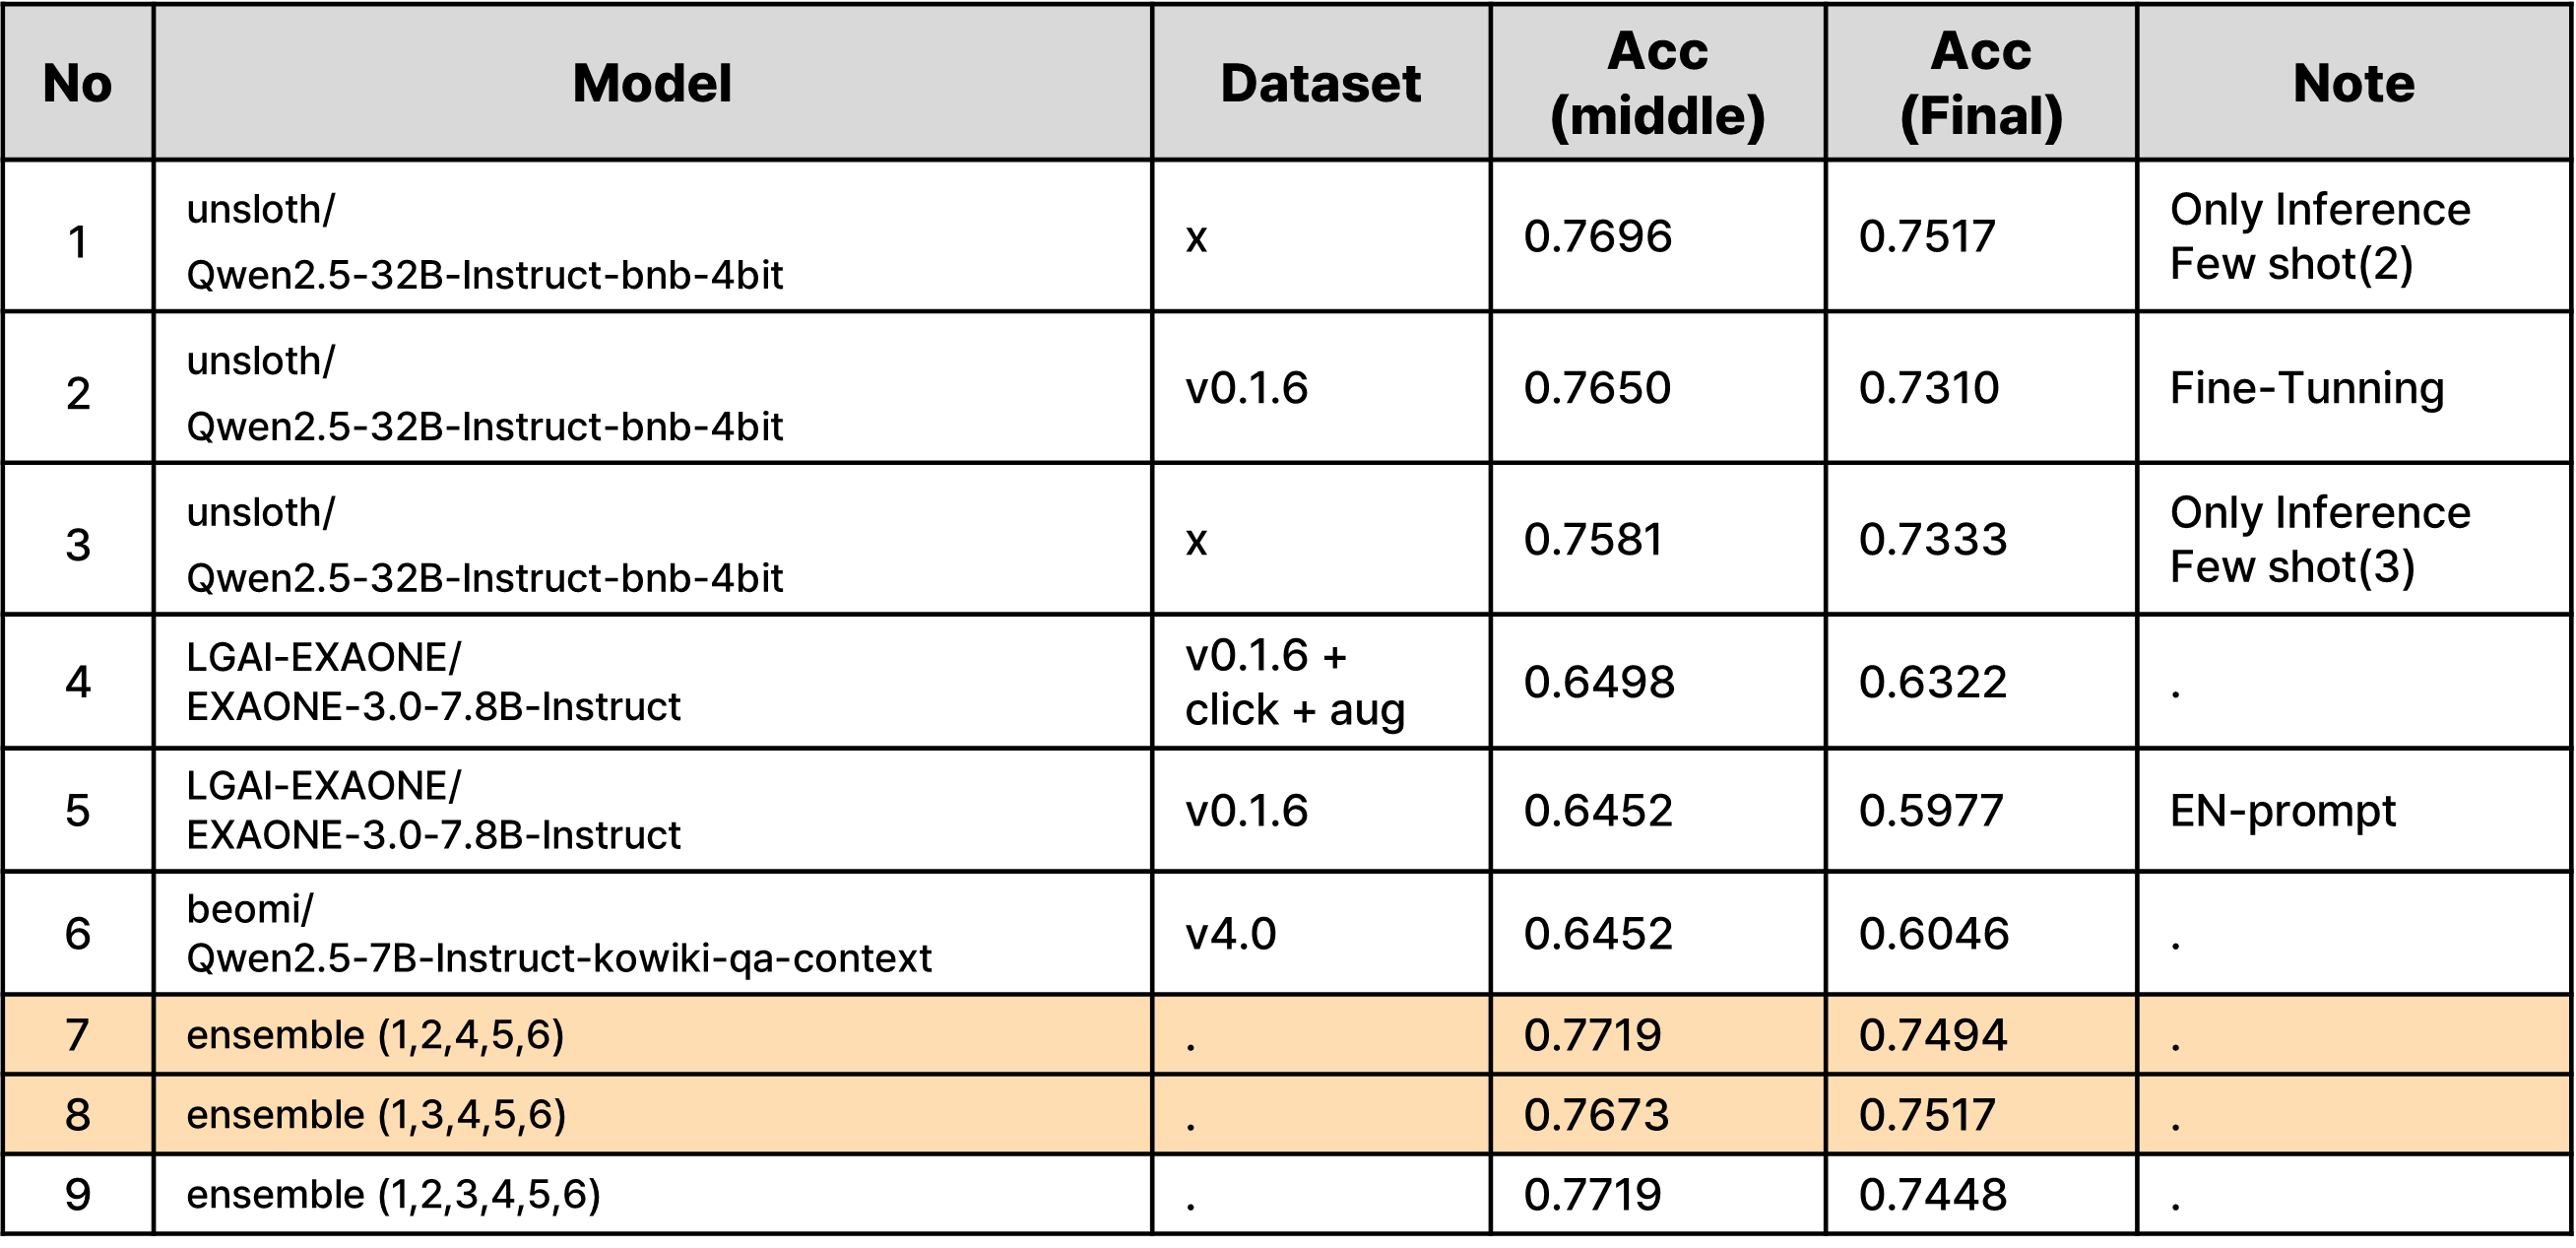 No Model Dataset Acc (middle) Acc (Final) Note
1 unsloth/ Qwen2.5-32B-Instruct-bnb-4bit x 0.7696 0.7517 Only Inference Few shot(2)
2 unsloth/ Qwen2.5-32B-Instruct-bnb-4bit v0.1.6 0.7650 0.7310 Fine-Tunning
3 unsloth/ Qwen2.5-32B-Instruct-bnb-4bit x 0.7581 0.7333 Only Inference Few shot(3)
4 LGAI-EXAONE/ EXAONE-3.0-7.8B-Instruct v0.1.6 + click + aug 0.6498 0.6322 .
5 LGAI-EXAONE/ EXAONE-3.0-7.8B-Instruct v0.1.6 0.6452 0.5977 EN-prompt
6 beomi/ Qwen2.5-7B-Instruct-kowiki-qa-context v4.0 0.6452 0.6046 .
7 ensemble (1,2,4,5,6) . 0.7719 0.7494 .
8 ensemble (1,3,4,5,6) . 0.7673 0.7517 .
9 ensemble (1,2,3,4,5,6) . 0.7719 0.7448 .